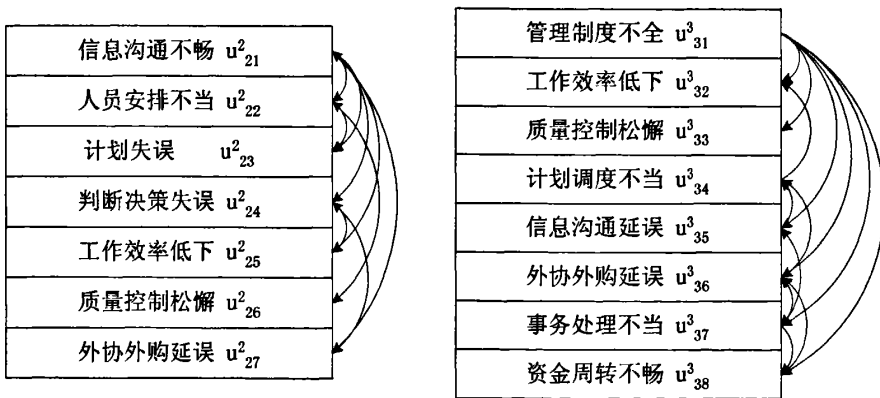 信息沟通不畅 u²₂₁
人员安排不当 u²₂₂
计划失误 u²₂₃
判断决策失误 u²₂₄
工作效率低下 u²₂₅
质量控制松懈 u²₂₆
外协外购延误 u²₂₇
管理制度不全 u³₃₁
工作效率低下 u³₃₂
质量控制松懈 u³₃₃
计划调度不当 u³₃₄
信息沟通延误 u³₃₅
外协外购延误 u³₃₆
事务处理不当 u³₃₇
资金周转不畅 u³₃₈